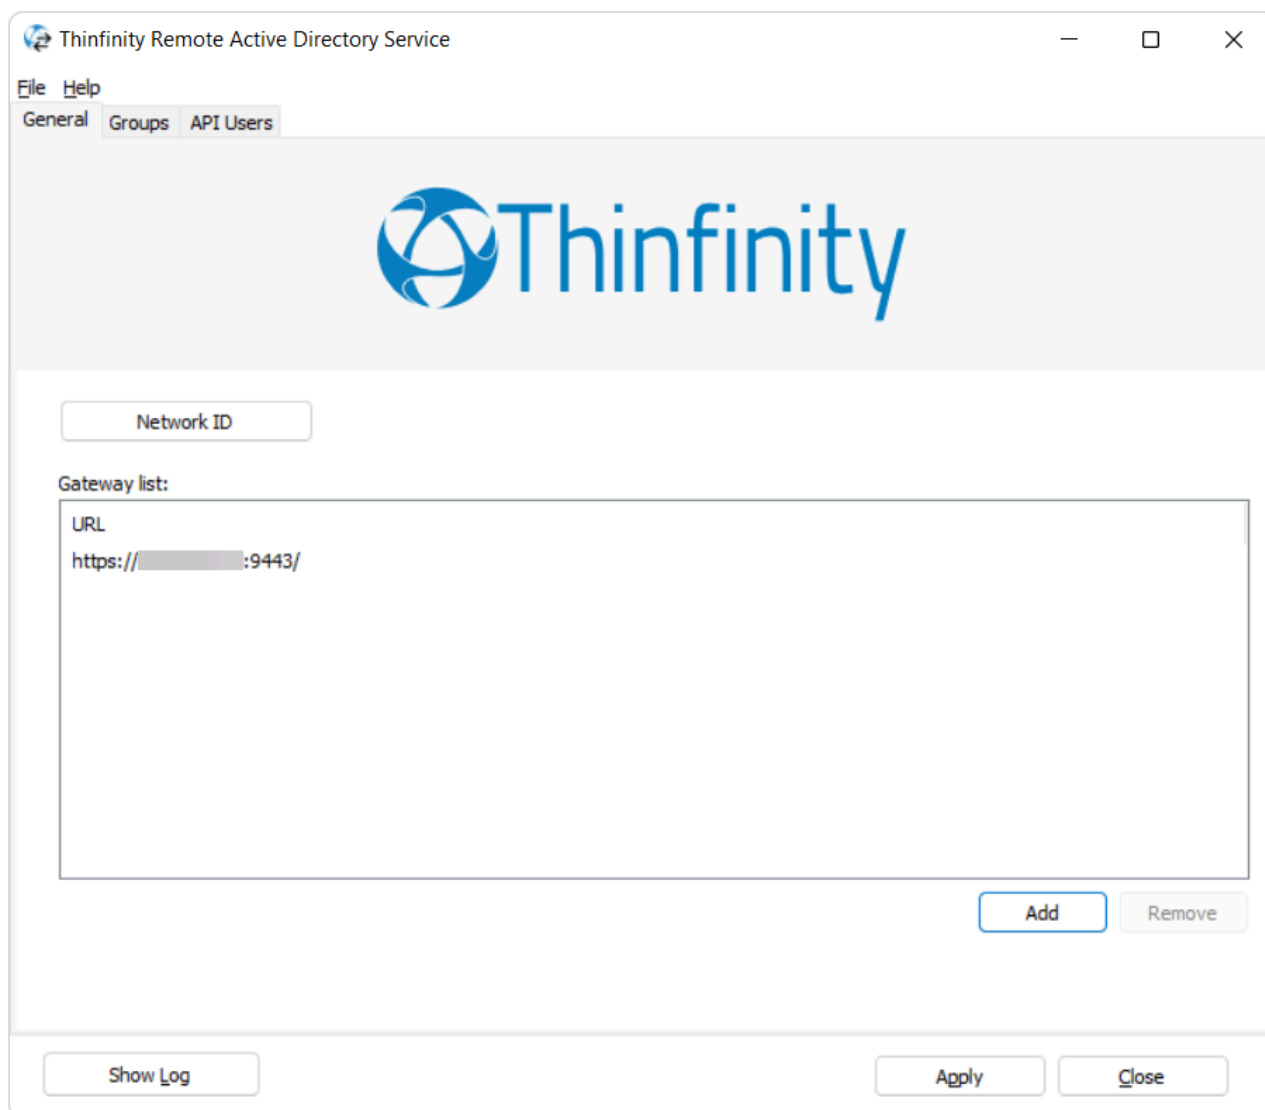 Thinfinity Remote Active Directory Service
File Help
General Groups API Users
Thinfinity
Network ID
Gateway list:
URL
https:// :9443/
Add Remove
Show Log Apply Close